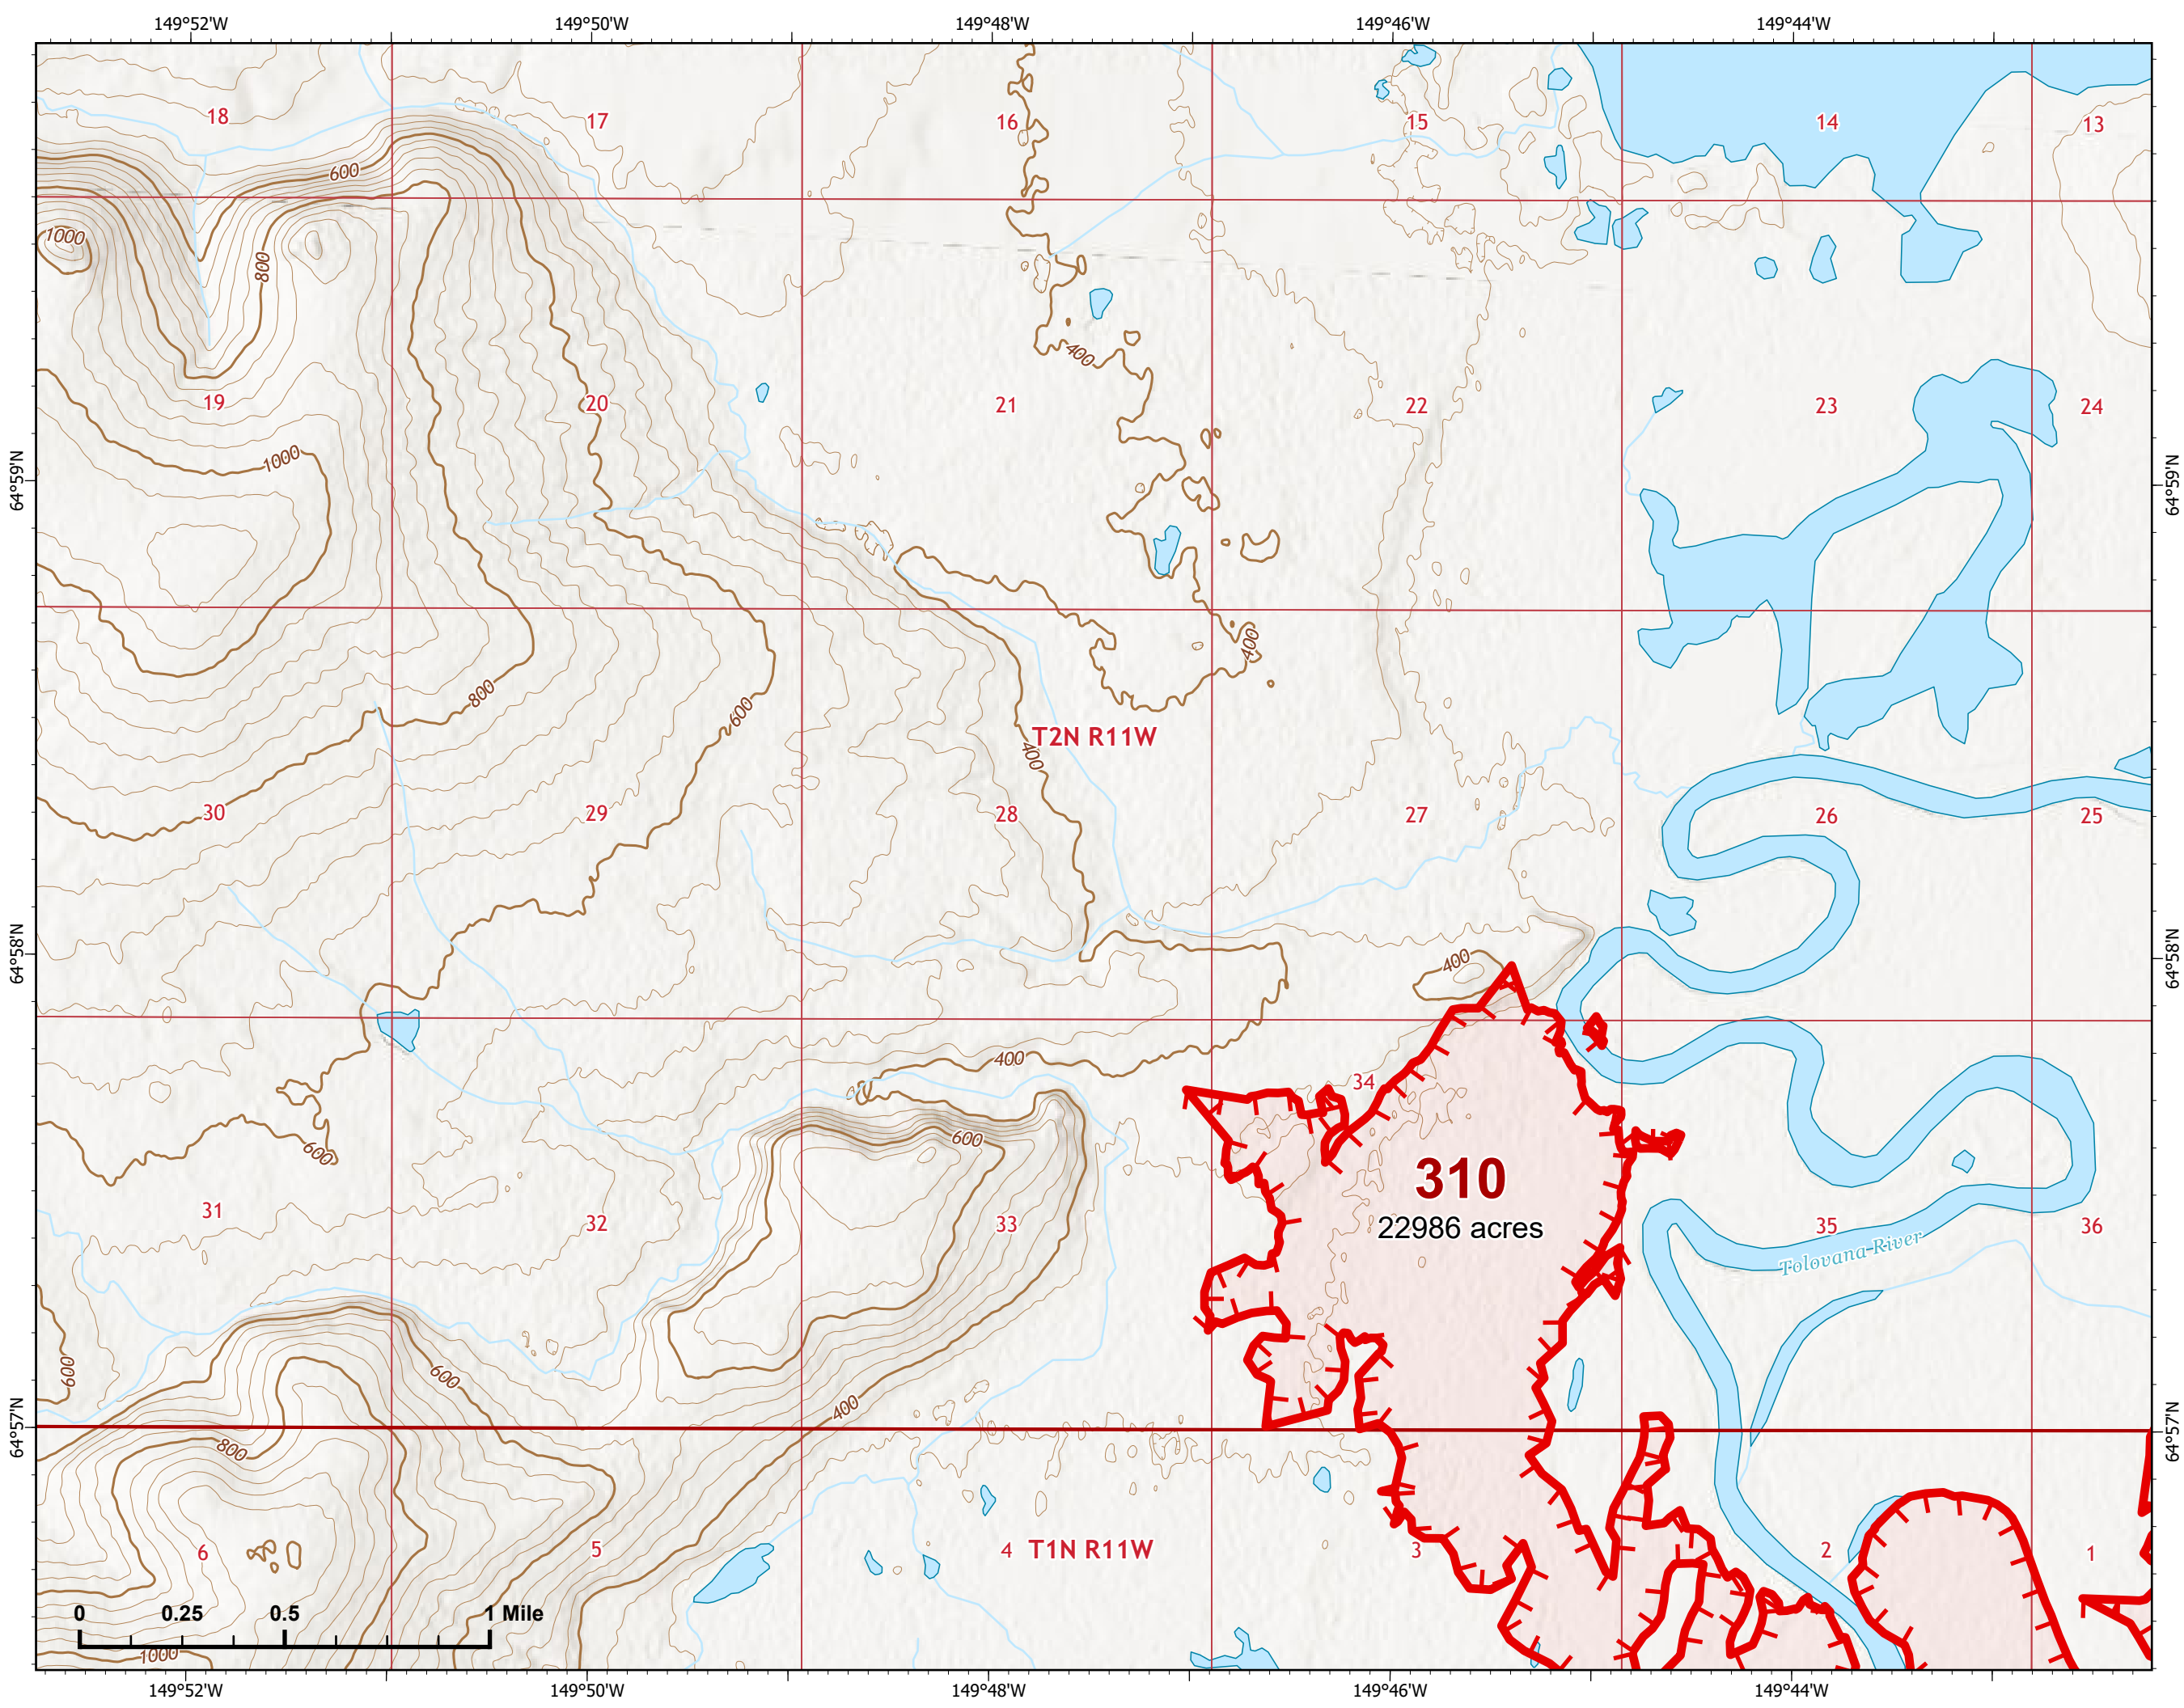 149°52'W 149°50'W 149°48'W 149°46'W 149°44'W
18 17 16 15 14 13
600
1000 800
400
19 20 21 22 23 24
1000
64°59'N 64°59'N
400
800 600
T2N R11W
400
30 29 28 27 26 25
64°58'N 400 64°58'N
400
34
600 600
310
22986 acres
31 32 33 35 36
Tolovana River
600 600
400
64°57'N 64°57'N
800
6 5 4 T1N R11W 3 2 1
0 0.25 0.5 1 Mile
1000
149°52'W 149°50'W 149°48'W 149°46'W 149°44'W